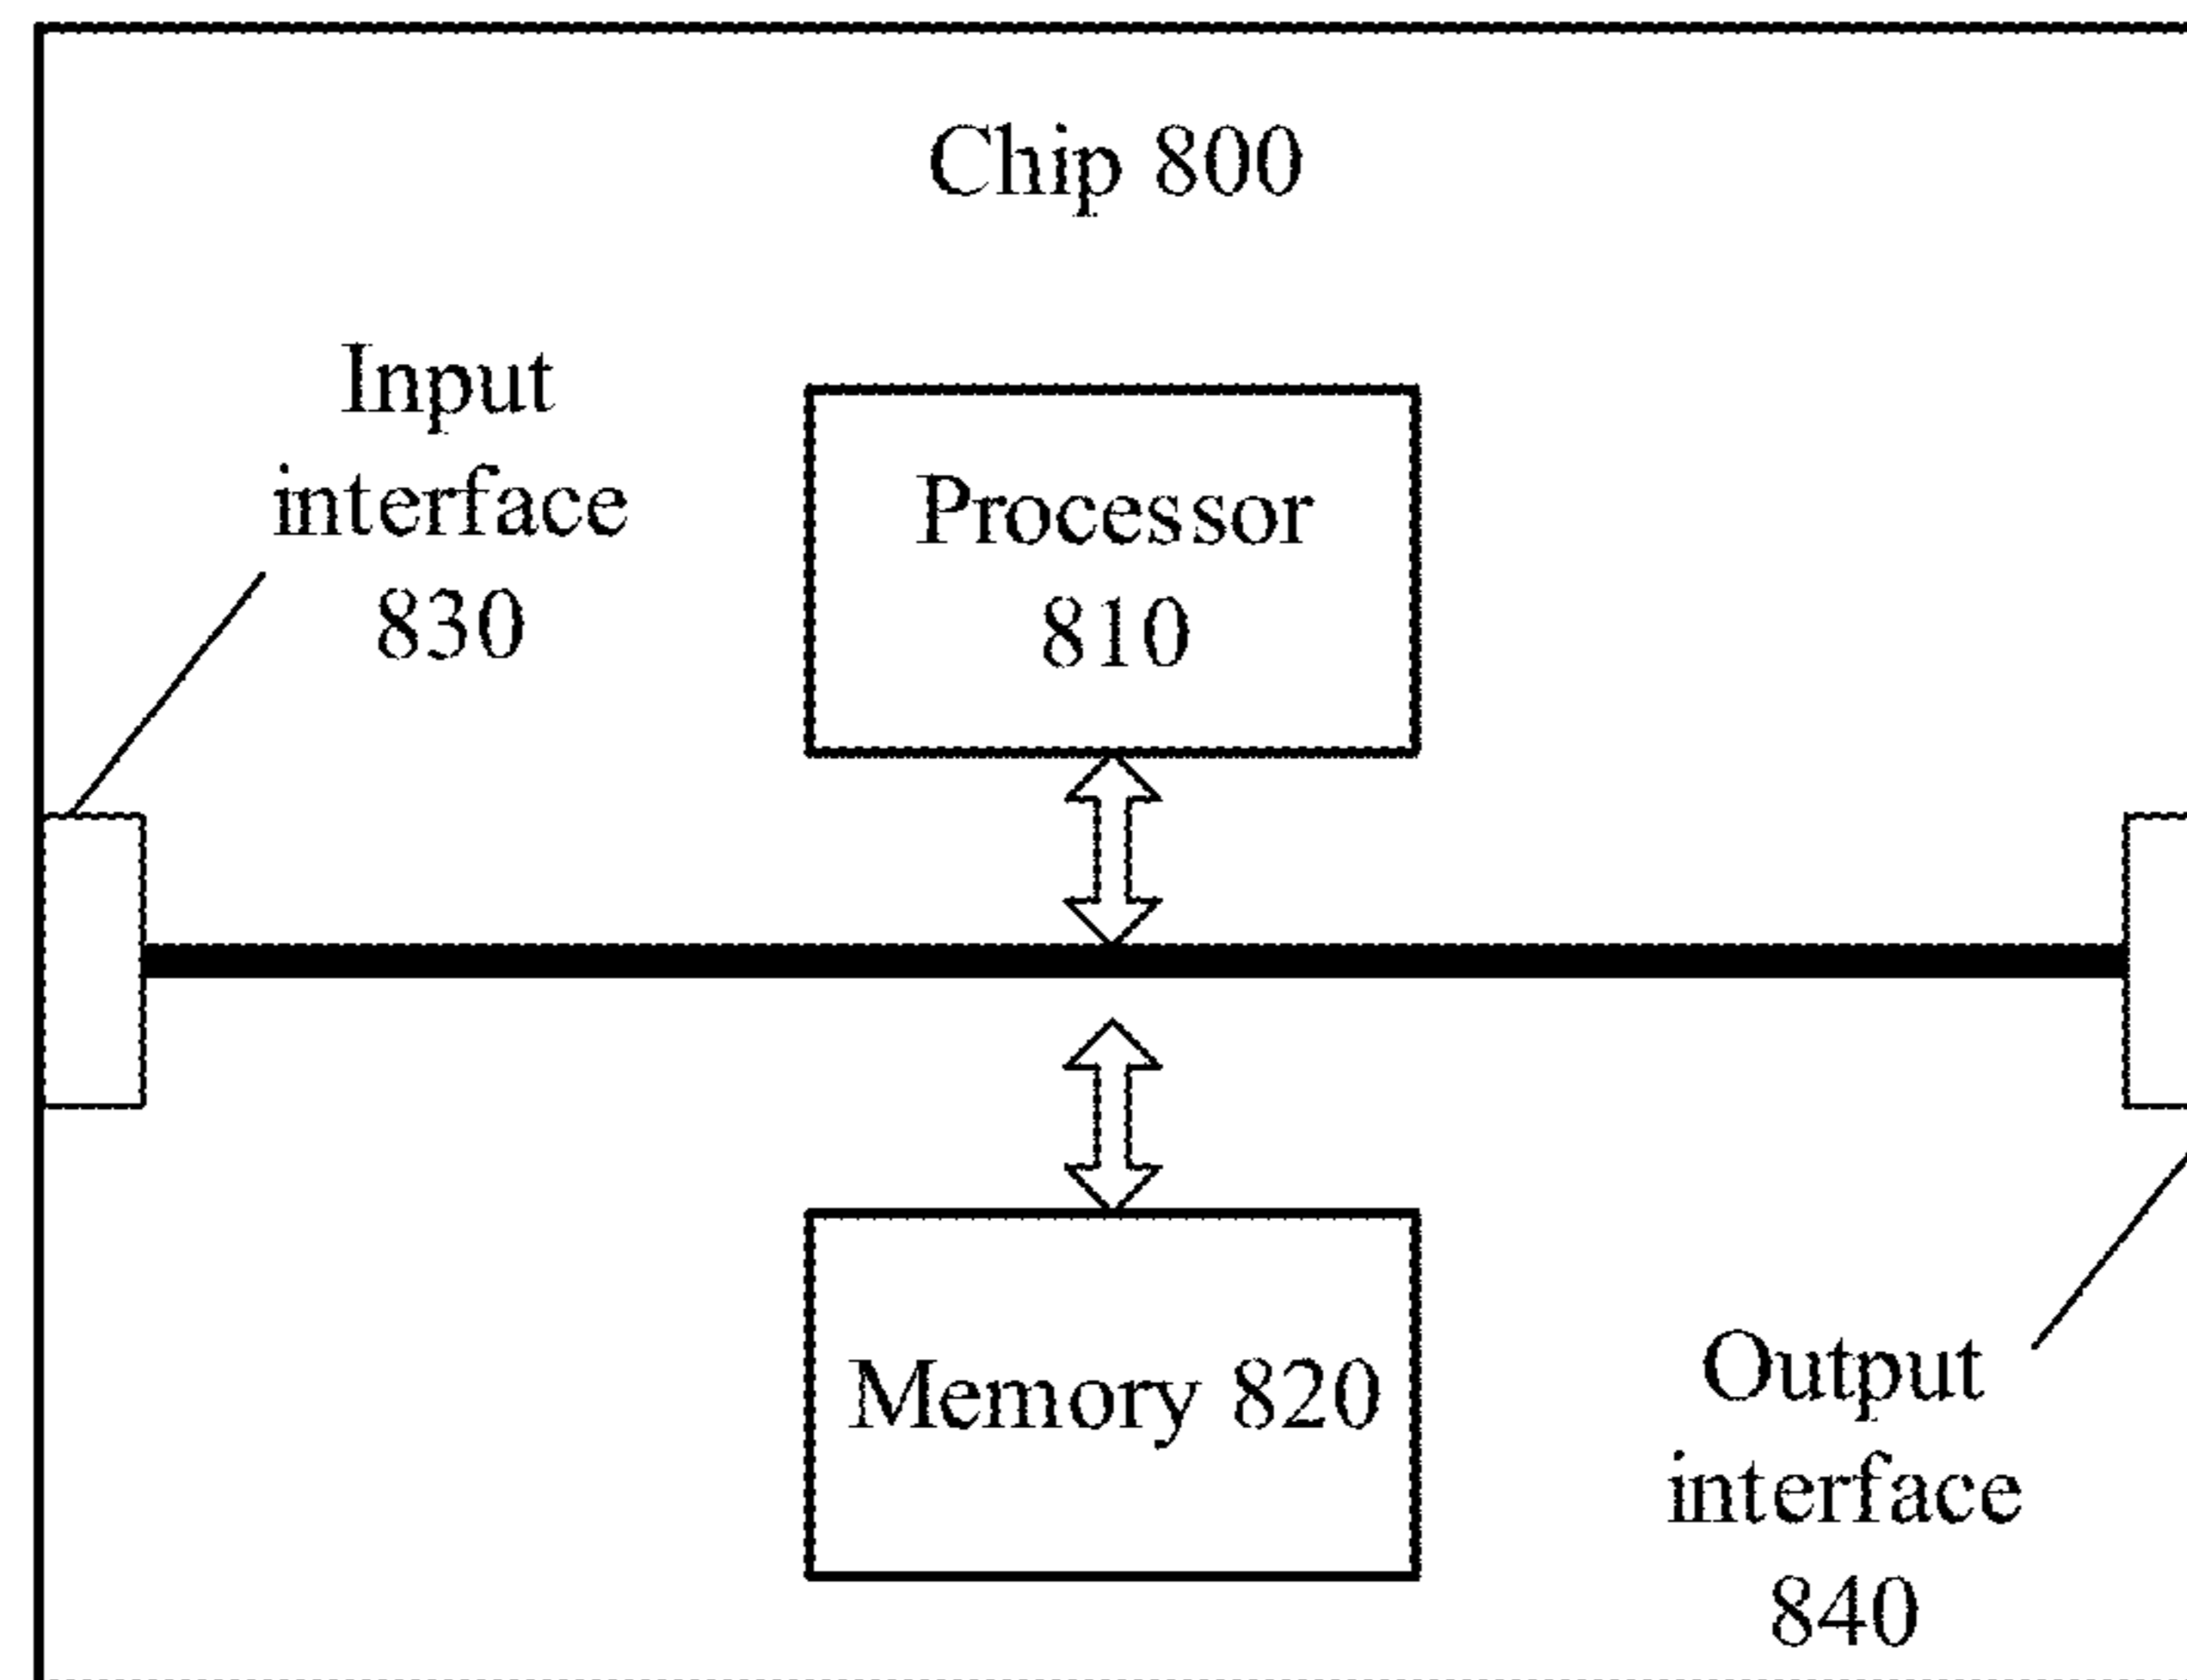 Chip 800
Input
interface
830
Processor
810
Memory 820
Output
interface
840